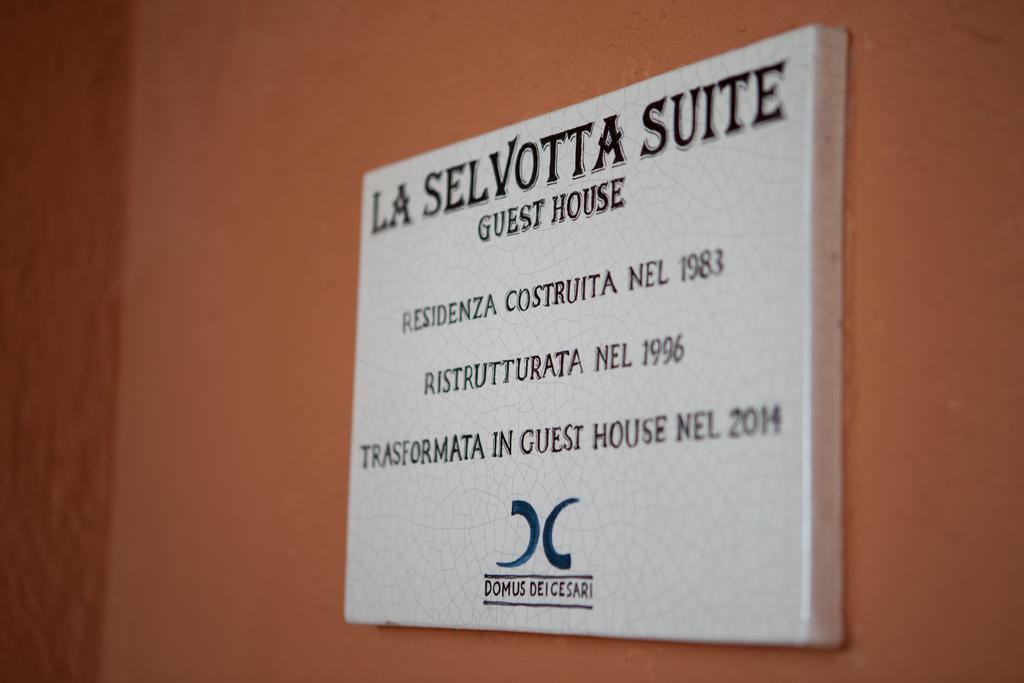 LA SELVOTTA SUITE
GUEST HOUSE
RESIDENZA COSTRUITA NEL 1983
RISTRUTTURATA NEL 1996
TRASFORMATA IN GUEST HOUSE NEL 2014
DOMUS DEI CESARI